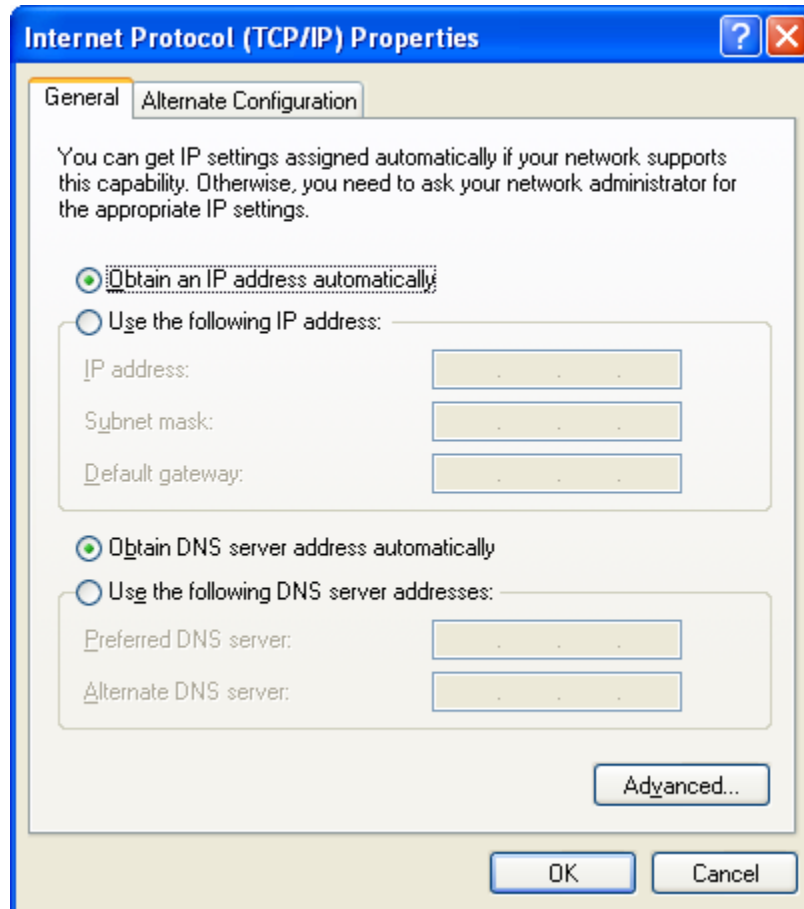 Internet Protocol (TCP/IP) Properties
General
Alternate Configuration
You can get IP settings assigned automatically if your network supports
this capability. Otherwise, you need to ask your network administrator for
the appropriate IP settings.
Obtain an IP address automatically
Use the following IP address:
IP address:
Subnet mask:
Default gateway:
Obtain DNS server address automatically
Use the following DNS server addresses:
Preferred DNS server:
Alternate DNS server:
Advanced...
OK
Cancel